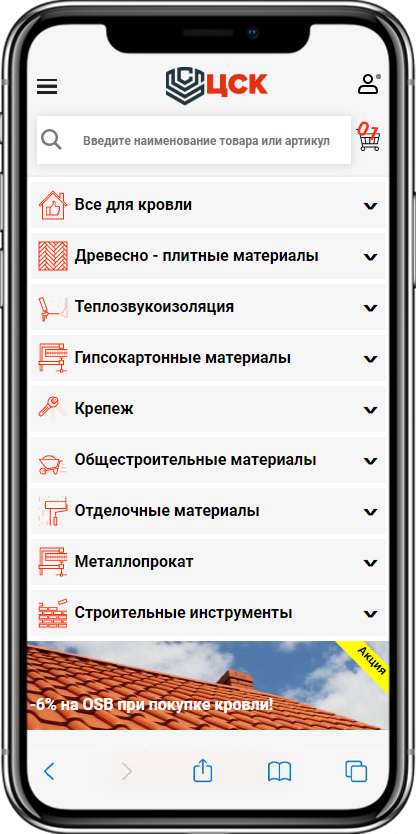 ЦСК
Введите наименование товара или артикул
01
Все для кровли
Древесно - плитные материалы
Теплозвукоизоляция
Гипсокартонные материалы
Крепеж
Общестроительные материалы
Отделочные материалы
Металлопрокат
Строительные инструменты
Акция
-6% на OSB при покупке кровли!